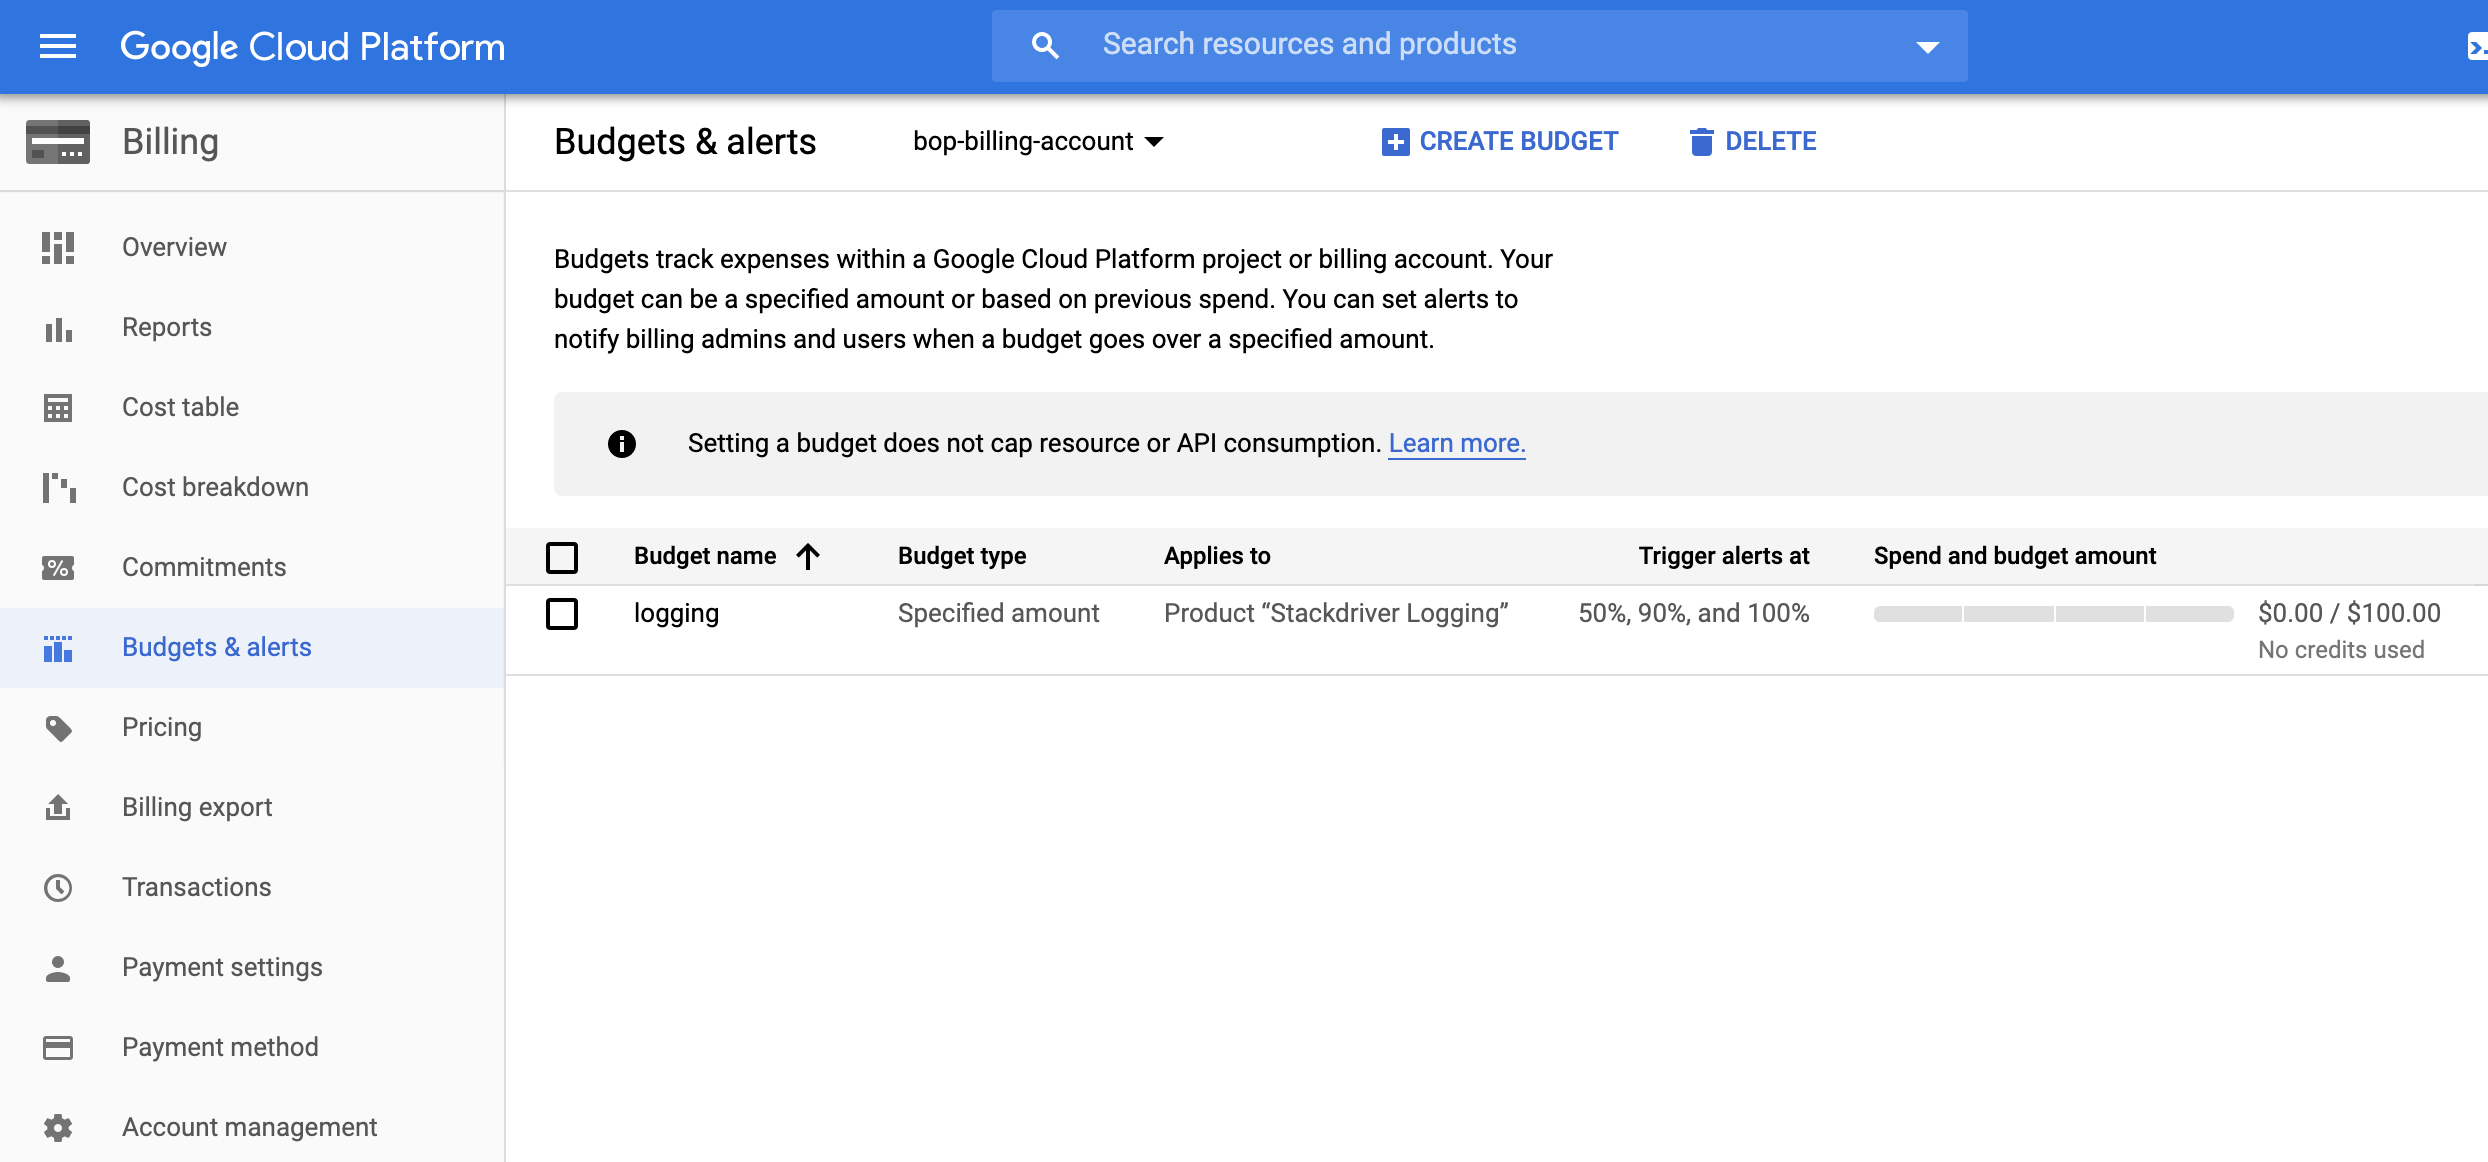 Google Cloud Platform
Search resources and products
Billing
Budgets & alerts
bop-billing-account
CREATE BUDGET
DELETE
Overview
Reports
Cost table
Cost breakdown
Commitments
Budgets & alerts
Pricing
Billing export
Transactions
Payment settings
Payment method
Account management
Budgets track expenses within a Google Cloud Platform project or billing account. Your
budget can be a specified amount or based on previous spend. You can set alerts to
notify billing admins and users when a budget goes over a specified amount.
Setting a budget does not cap resource or API consumption. Learn more.
Budget name Budget type Applies to Trigger alerts at Spend and budget amount
logging Specified amount Product “Stackdriver Logging” 50%, 90%, and 100% $0.00 / $100.00
No credits used